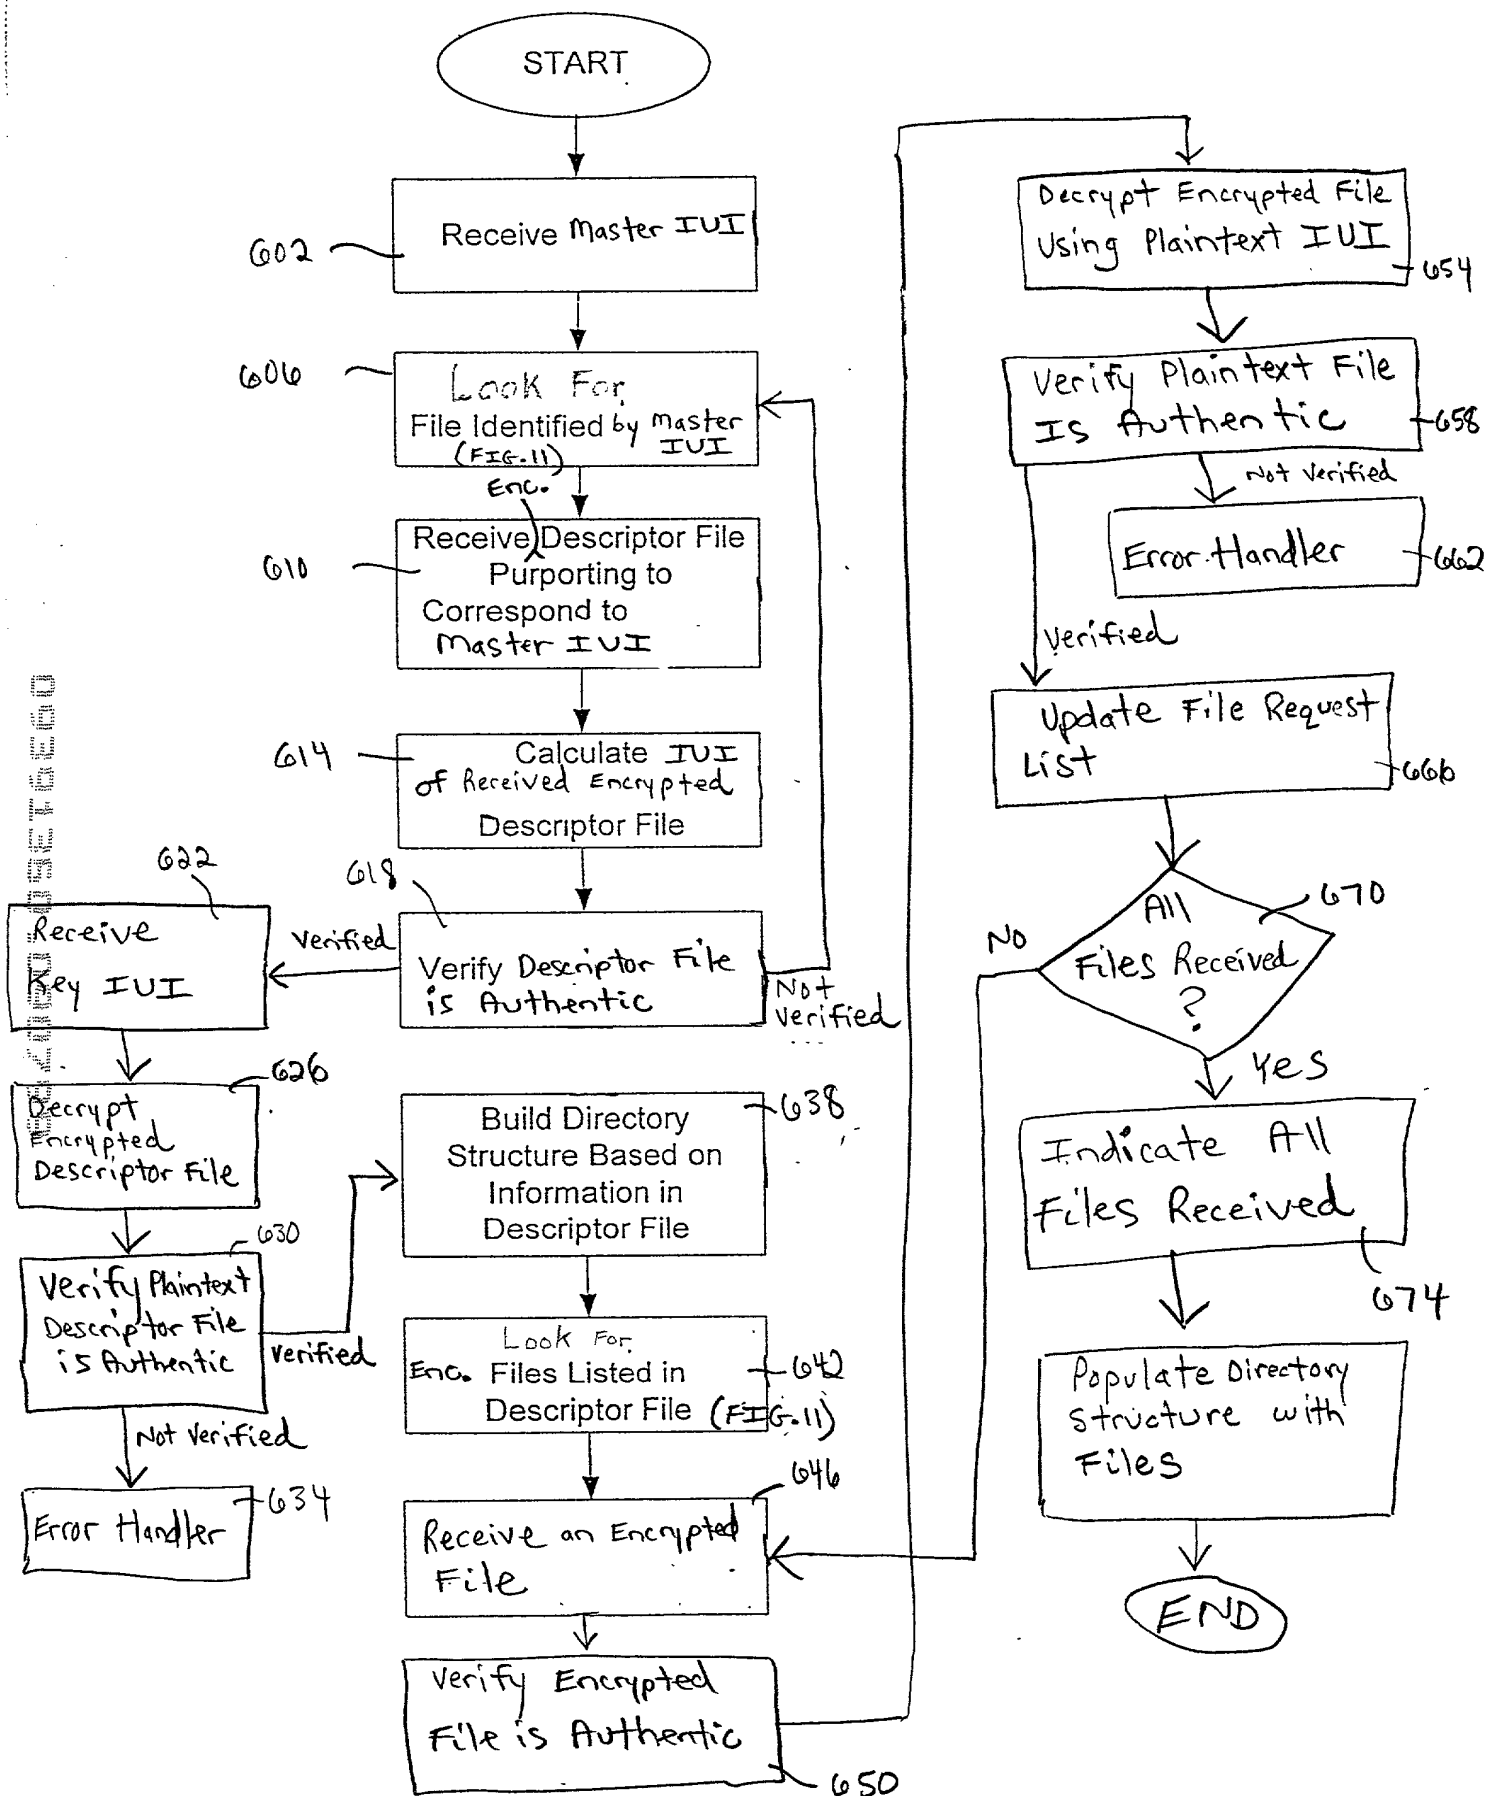 START
602
Receive Master IUI
606
Look For
File Identified by Master
IUI
(FIG.11)
Enc.
610
Receive Descriptor File
Purporting to
Correspond to
Master IUI
614
Calculate IUI
of Received Encrypted
Descriptor File
618
Verify Descriptor File
is Authentic
Not
Verified
Verified
622
Receive
Key IUI
626
Decrypt
Encrypted
Descriptor File
630
Verify Plaintext
Descriptor File
is Authentic
Verified
Not Verified
634
Error Handler
638
Build Directory
Structure Based on
Information in
Descriptor File
642
Look For
Enc. Files Listed in
Descriptor File (FIG.11)
646
Receive an Encrypted
File
Verify Encrypted
File is Authentic
650
Decrypt Encrypted File
Using Plaintext IUI
654
Verify Plaintext File
Is Authentic
658
Not Verified
Error Handler
662
Verified
Update File Request
List
666
All
Files Received
?
670
No
Yes
Indicate All
Files Received
674
Populate Directory
Structure with
Files
END